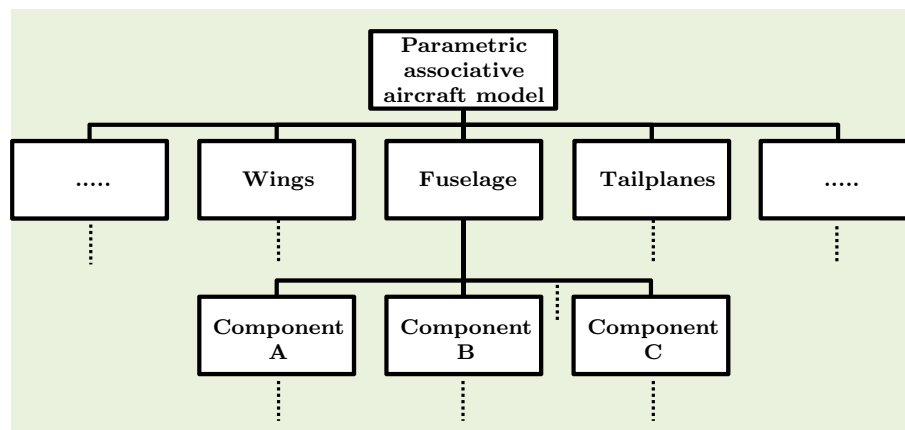 Parametric
associative
aircraft model
.....
Wings
Fuselage
Tailplanes
.....
Component
A
Component
B
Component
C